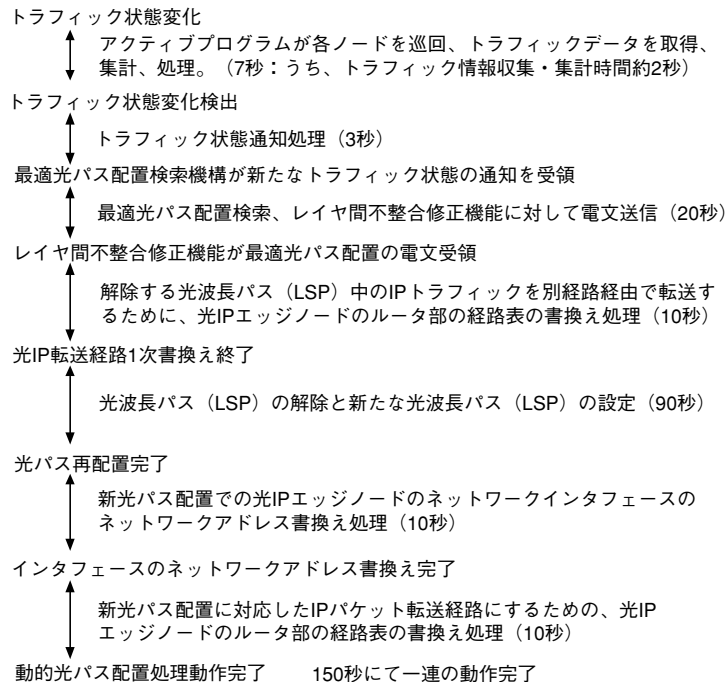 トラフィック状態変化
アクティブプログラムが各ノードを巡回、トラフィックデータを取得、
集計、処理。（7秒：うち、トラフィック情報収集・集計時間約2秒）
トラフィック状態変化検出
トラフィック状態通知処理（3秒）
最適光パス配置検索機構が新たなトラフィック状態の通知を受領
最適光パス配置検索、レイヤ間不整合修正機能に対して電文送信（20秒）
レイヤ間不整合修正機能が最適光パス配置の電文受領
解除する光波長パス（LSP）中のIPトラフィックを別経路経由で転送す
るために、光IPエッジノードのルータ部の経路表の書換え処理（10秒）
光IP転送経路1次書換え終了
光波長パス（LSP）の解除と新たな光波長パス（LSP）の設定（90秒）
光パス再配置完了
新光パス配置での光IPエッジノードのネットワークインタフェースの
ネットワークアドレス書換え処理（10秒）
インタフェースのネットワークアドレス書換え完了
新光パス配置に対応したIPパケット転送経路にするための、光IP
エッジノードのルータ部の経路表の書換え処理（10秒）
動的光パス配置処理動作完了　150秒にて一連の動作完了